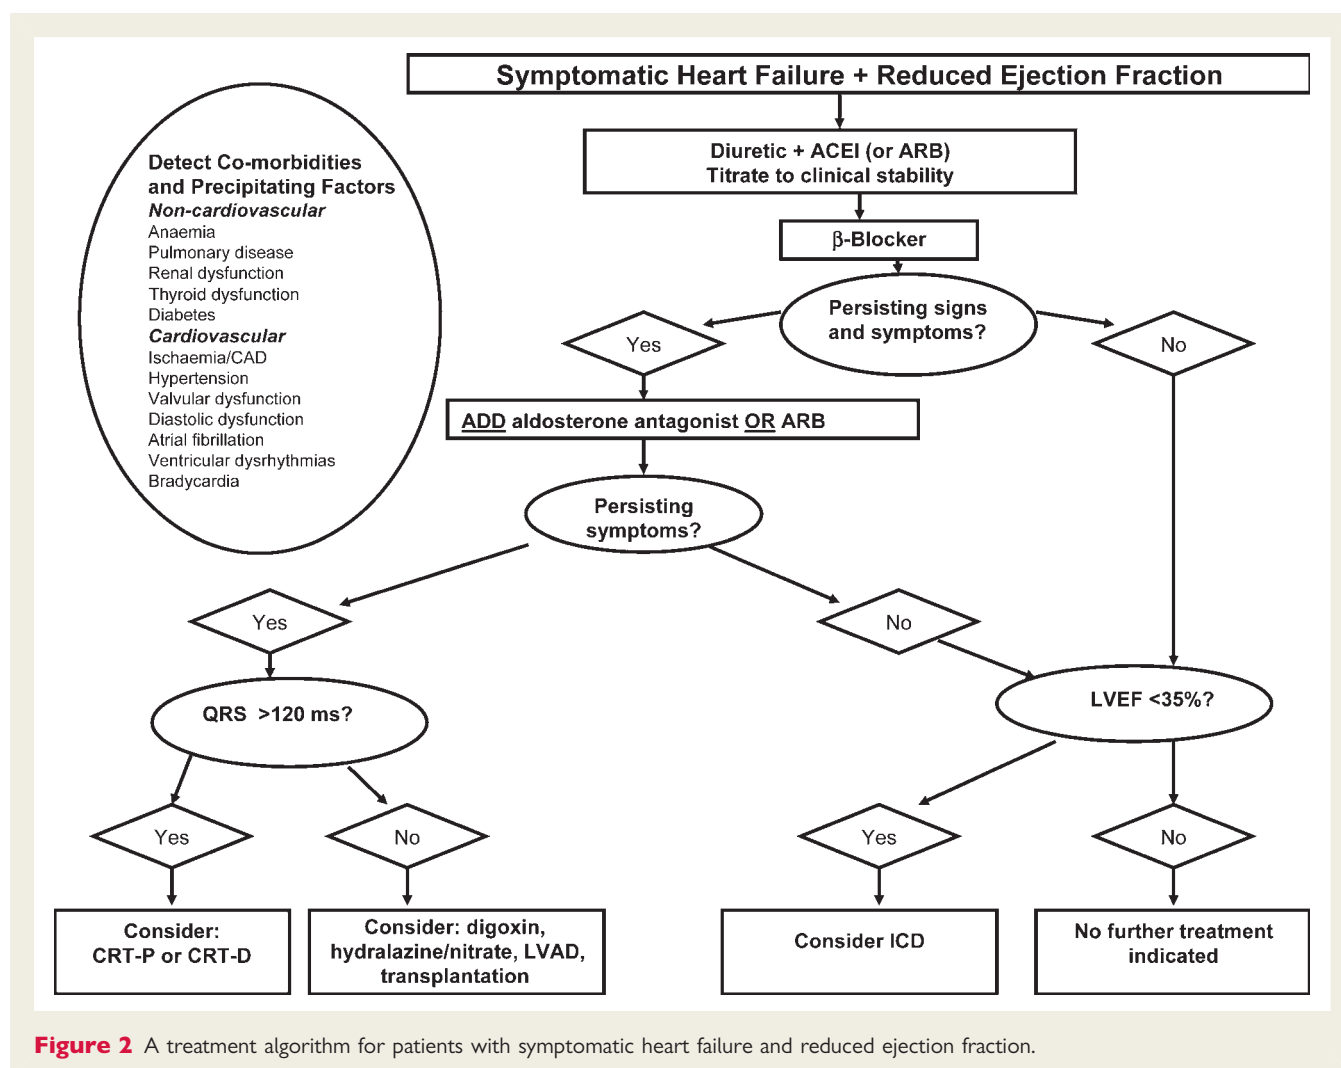 Symptomatic Heart Failure + Reduced Ejection Fraction
Diuretic + ACEI (or ARB)
Titrate to clinical stability
β-Blocker
Detect Co-morbidities
and Precipitating Factors
Non-cardiovascular
Anaemia
Pulmonary disease
Renal dysfunction
Thyroid dysfunction
Diabetes
Cardiovascular
Ischaemia/CAD
Hypertension
Valvular dysfunction
Diastolic dysfunction
Atrial fibrillation
Ventricular dysrhythmias
Bradycardia
Persisting signs
and symptoms?
Yes
No
ADD aldosterone antagonist OR ARB
Persisting
symptoms?
Yes
No
QRS >120 ms?
LVEF <35%?
Yes
No
Yes
No
Consider:
CRT-P or CRT-D
Consider: digoxin,
hydralazine/nitrate, LVAD,
transplantation
Consider ICD
No further treatment
indicated
Figure 2 A treatment algorithm for patients with symptomatic heart failure and reduced ejection fraction.